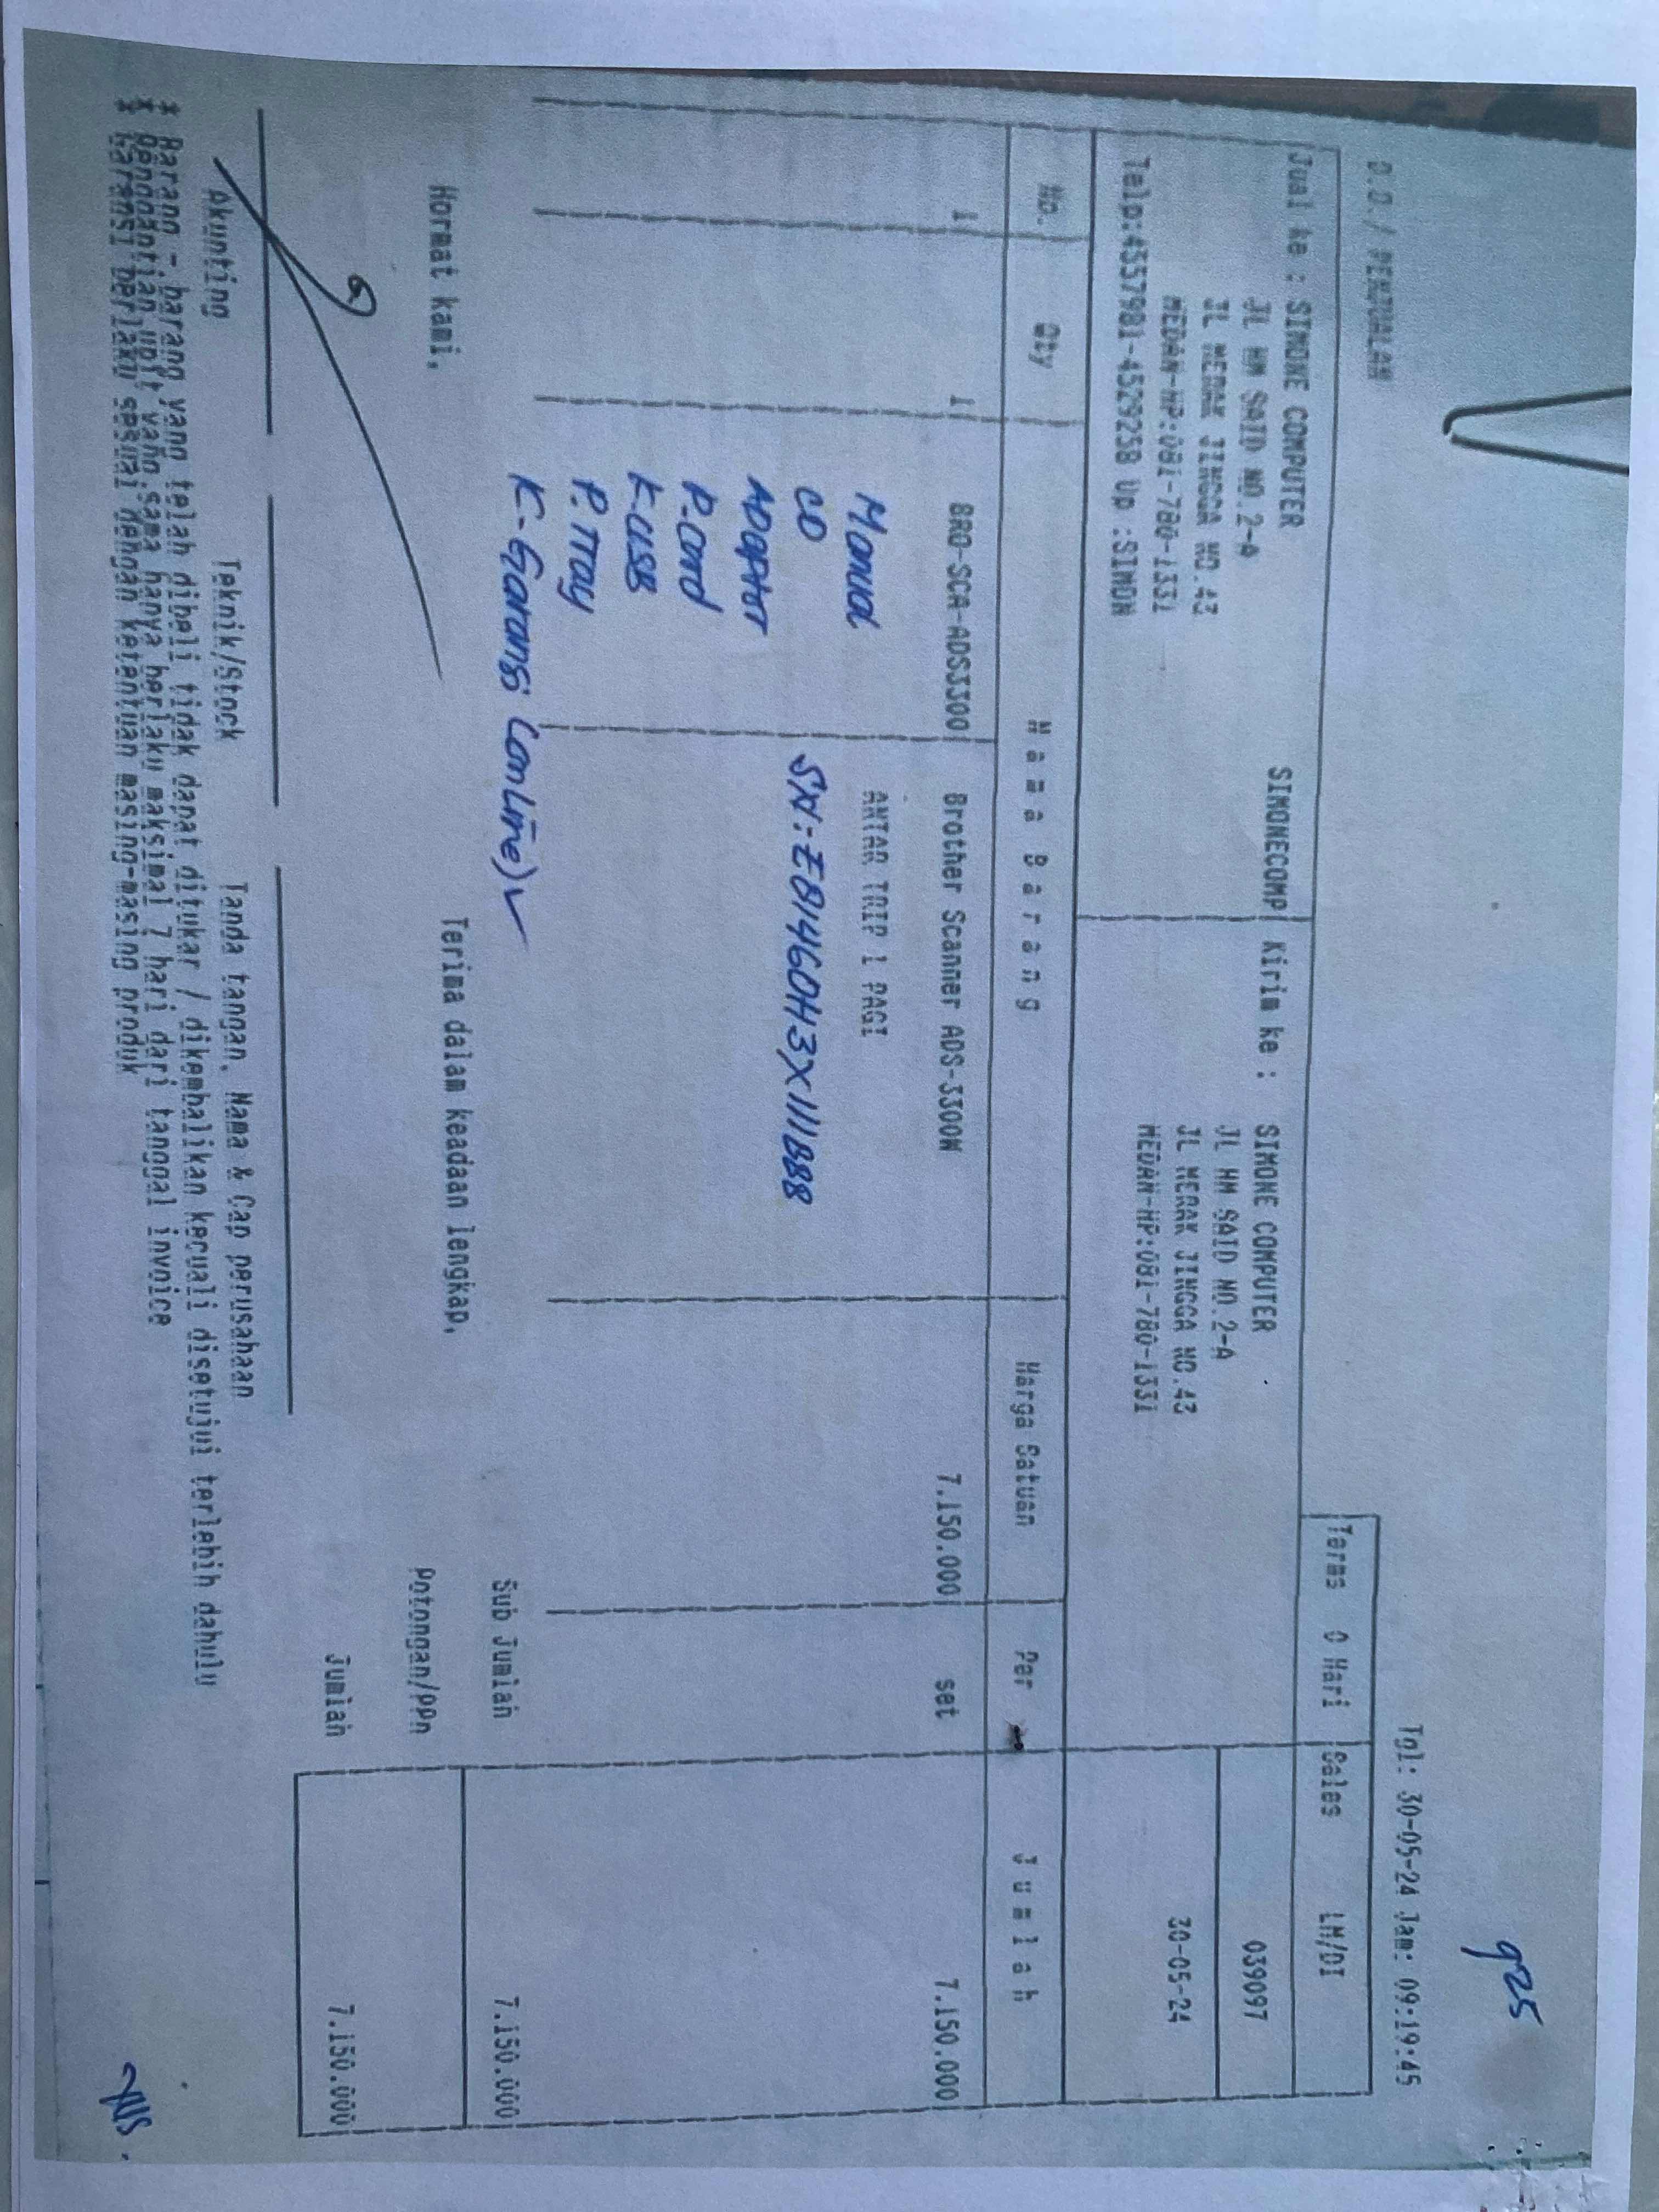 925
D.O./ PENJUALAN
Tgl: 30-05-24 Jam: 09:19:45
Terms 0 Hari Sales LM/DI
Jual ke : SIMONE COMPUTER SIMONECOMP Kirim ke : SIMONE COMPUTER 039097
JL HM SAID NO.2-A JL HM SAID NO.2-A
JL MERAK JINGGA NO.43 JL MERAK JINGGA NO.43 30-05-24
MEDAN-HP:081-780-1331 MEDAN-HP:081-780-1331
Telp:4557981-4529258 Up :SIMON
No. Qty Nama Barang Harga Satuan Per Jumlah
1 1 BRO-SCA-ADS3300 Brother Scanner ADS-3300W 7.150.000 set 7.150.000
Manual ANTAR TRIP 1 PAGI
CD SN:E81460H3X111888
Adaptor
P.Cord
K-USB
P.Tray
K-Garansi (online) ✓
Sub Jumlah 7.150.000
Hormat kami, Terima dalam keadaan lengkap,
Potongan/PPn
Jumlah 7.150.000
Akunting Teknik/Stock Tanda tangan, Nama & Cap perusahaan
* Barang - barang yang telah dibeli tidak dapat ditukar / dikembalikan kecuali disetujui terlebih dahulu
* Penggantian unit yang sama hanya berlaku maksimal 7 hari dari tanggal invoice
* Garansi berlaku sesuai dengan ketentuan masing-masing produk